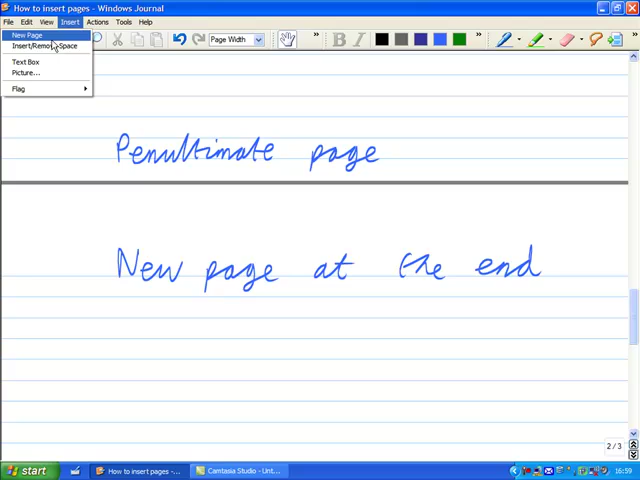 How to insert pages - Windows Journal
File Edit View Insert Actions Tools Help
New Page
Page Width
B I
Insert/Remove Space
Text Box
Picture...
Flag
Penultimate page
New page at the end
2 / 3
start
How to insert pages -...
Camtasia Studio - Unt...
16:59